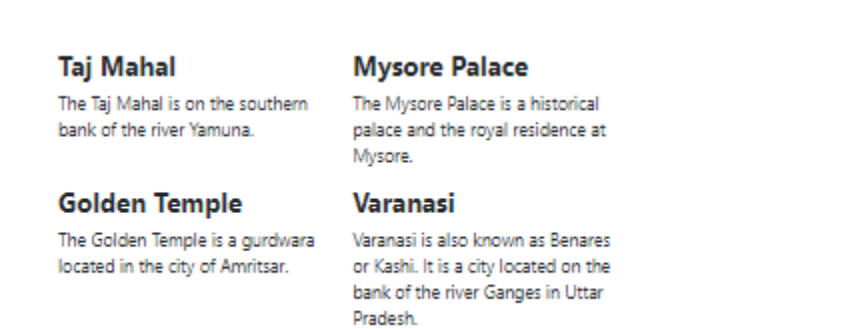 Taj Mahal
The Taj Mahal is on the southern
bank of the river Yamuna.
Mysore Palace
The Mysore Palace is a historical
palace and the royal residence at
Mysore.
Golden Temple
The Golden Temple is a gurdwara
located in the city of Amritsar.
Varanasi
Varanasi is also known as Benares
or Kashi. It is a city located on the
bank of the river Ganges in Uttar
Pradesh.